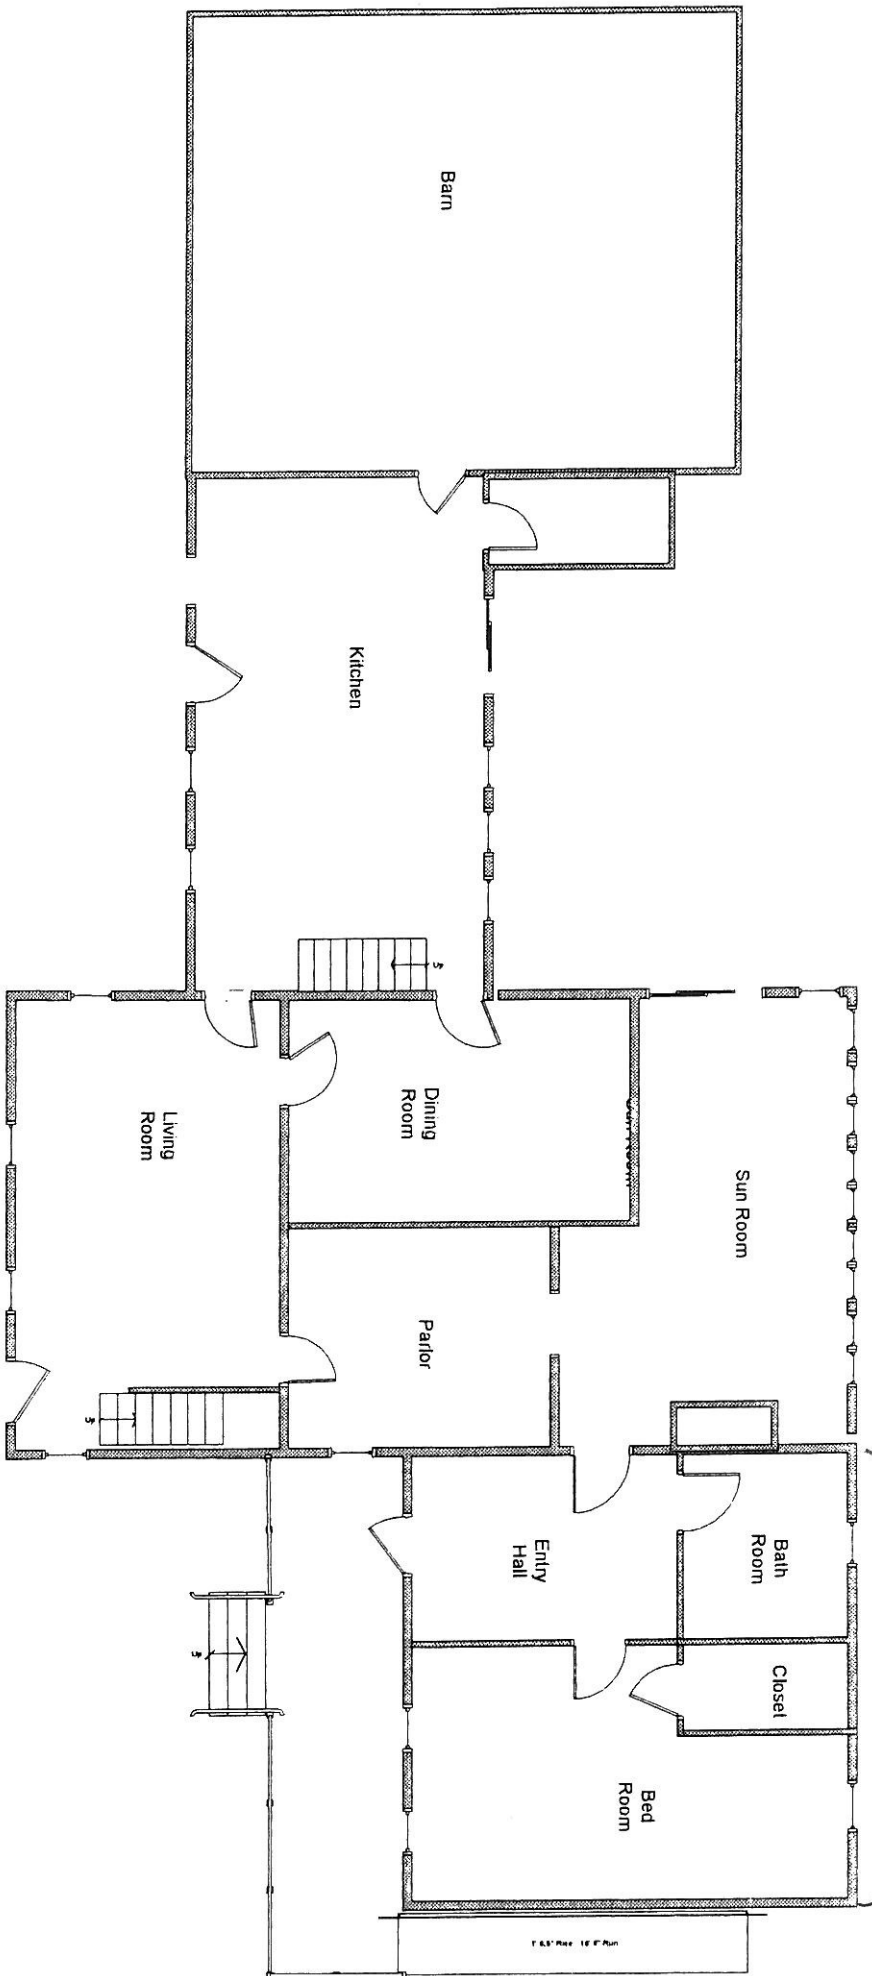 Barn
Kitchen
Up
Dining
Room
Living
Room
Sun Room
Parlor
Up
Entry
Hall
Bath
Room
Closet
Up
Bed
Room